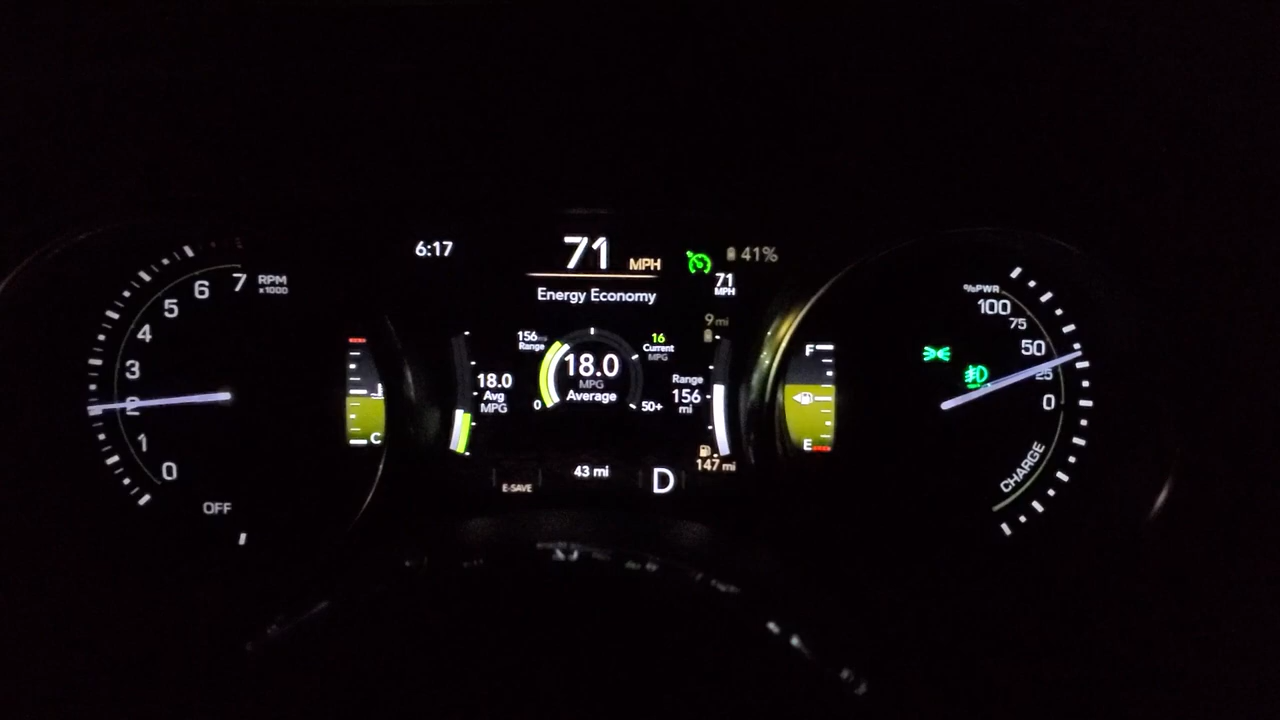 7 RPM
x1000
6
5
4
3
2
1
0
OFF
C
6:17
71 MPH
41%
71
MPH
Energy Economy
9 mi
156 mi
Range
16
Current
MPG
18.0
Avg
MPG
18.0
MPG
Average
0
50+
Range
156
mi
147 mi
43 mi
E-SAVE
D
F
E
%PWR
100
75
50
25
0
CHARGE